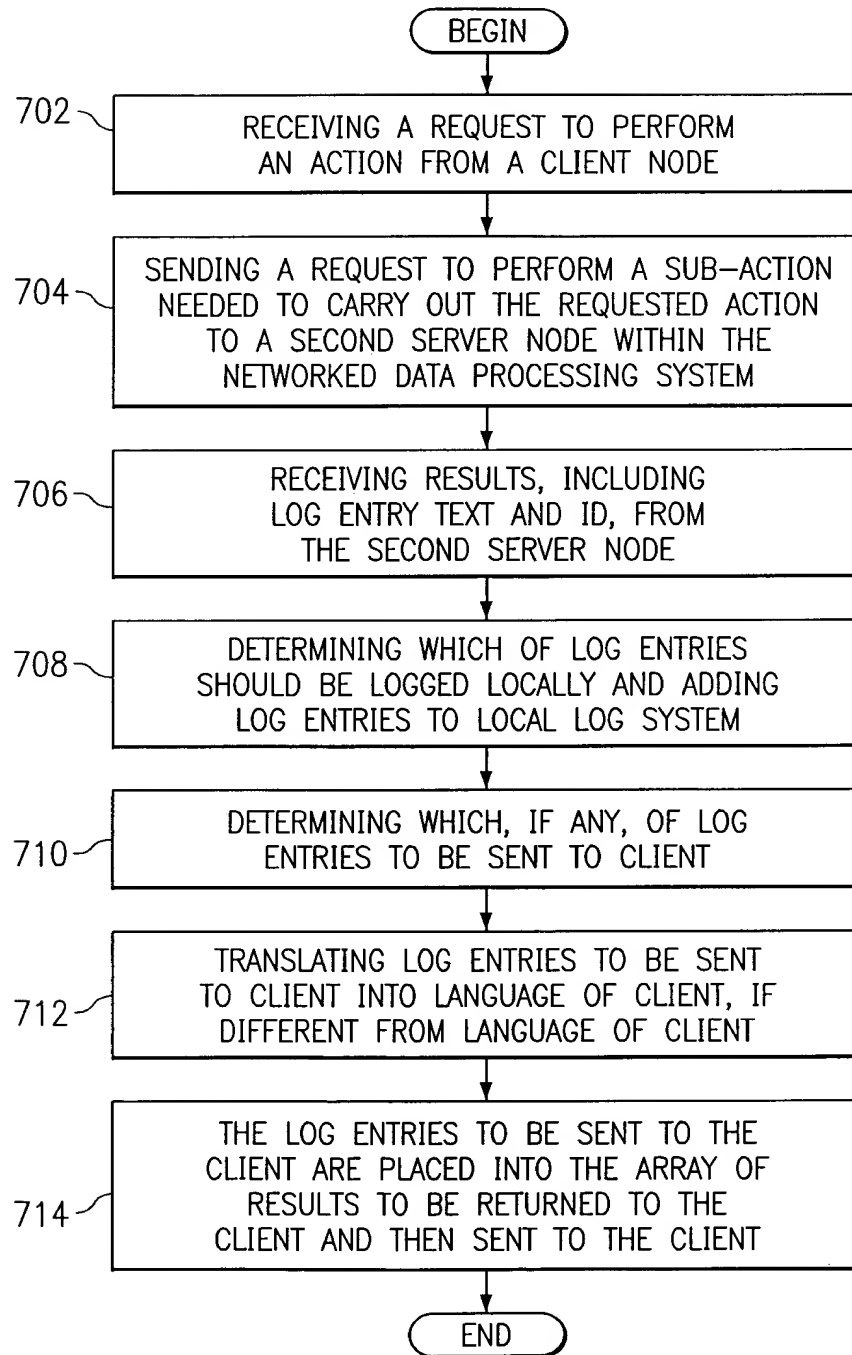 BEGIN
702
RECEIVING A REQUEST TO PERFORM
AN ACTION FROM A CLIENT NODE
704
SENDING A REQUEST TO PERFORM A SUB-ACTION
NEEDED TO CARRY OUT THE REQUESTED ACTION
TO A SECOND SERVER NODE WITHIN THE
NETWORKED DATA PROCESSING SYSTEM
706
RECEIVING RESULTS, INCLUDING
LOG ENTRY TEXT AND ID, FROM
THE SECOND SERVER NODE
708
DETERMINING WHICH OF LOG ENTRIES
SHOULD BE LOGGED LOCALLY AND ADDING
LOG ENTRIES TO LOCAL LOG SYSTEM
710
DETERMINING WHICH, IF ANY, OF LOG
ENTRIES TO BE SENT TO CLIENT
712
TRANSLATING LOG ENTRIES TO BE SENT
TO CLIENT INTO LANGUAGE OF CLIENT, IF
DIFFERENT FROM LANGUAGE OF CLIENT
714
THE LOG ENTRIES TO BE SENT TO THE
CLIENT ARE PLACED INTO THE ARRAY OF
RESULTS TO BE RETURNED TO THE
CLIENT AND THEN SENT TO THE CLIENT
END